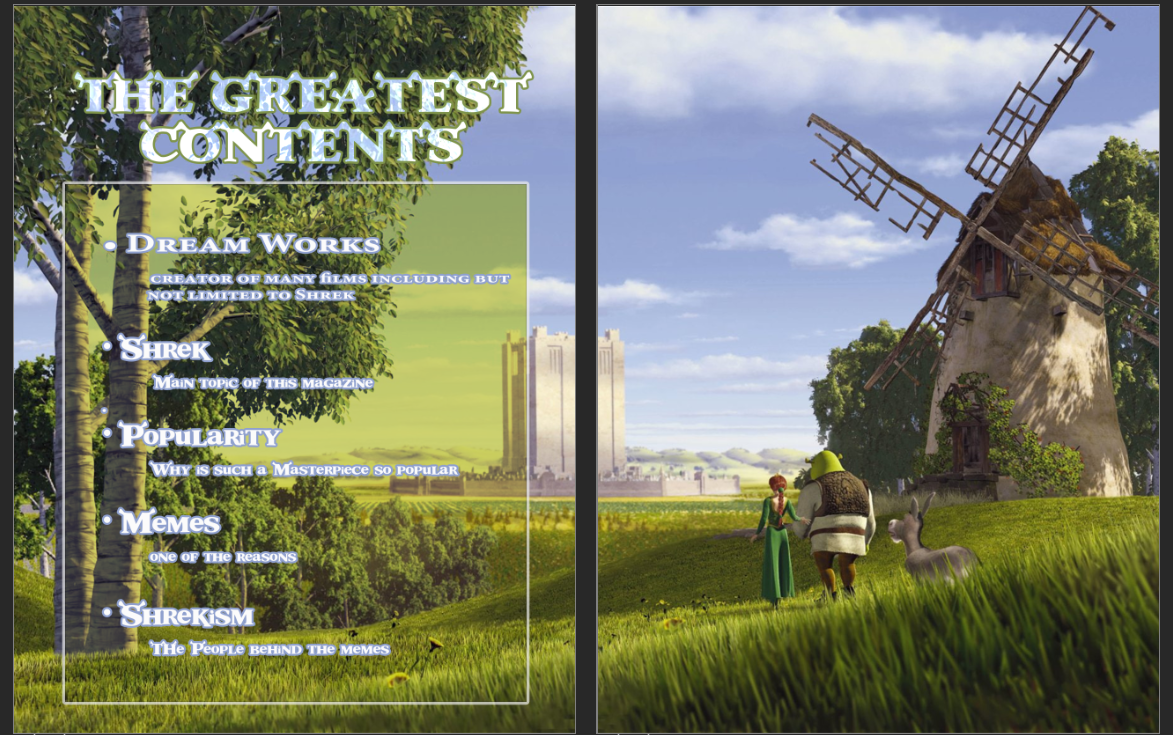 THE GREATEST
CONTENTS
• DREAM WORKS
CREATOR OF MANY films INCLUDING BUT
NOT LIMITED TO SHREK
• SHREK
MAIN TOPIC OF THIS MAGAZINE
• POPULARITY
WHY IS SUCH A MASTERPIECE SO POPULAR
• MEMES
ONE OF THE REASONS
• SHREKISM
THE PEOPLE BEHIND THE MEMES